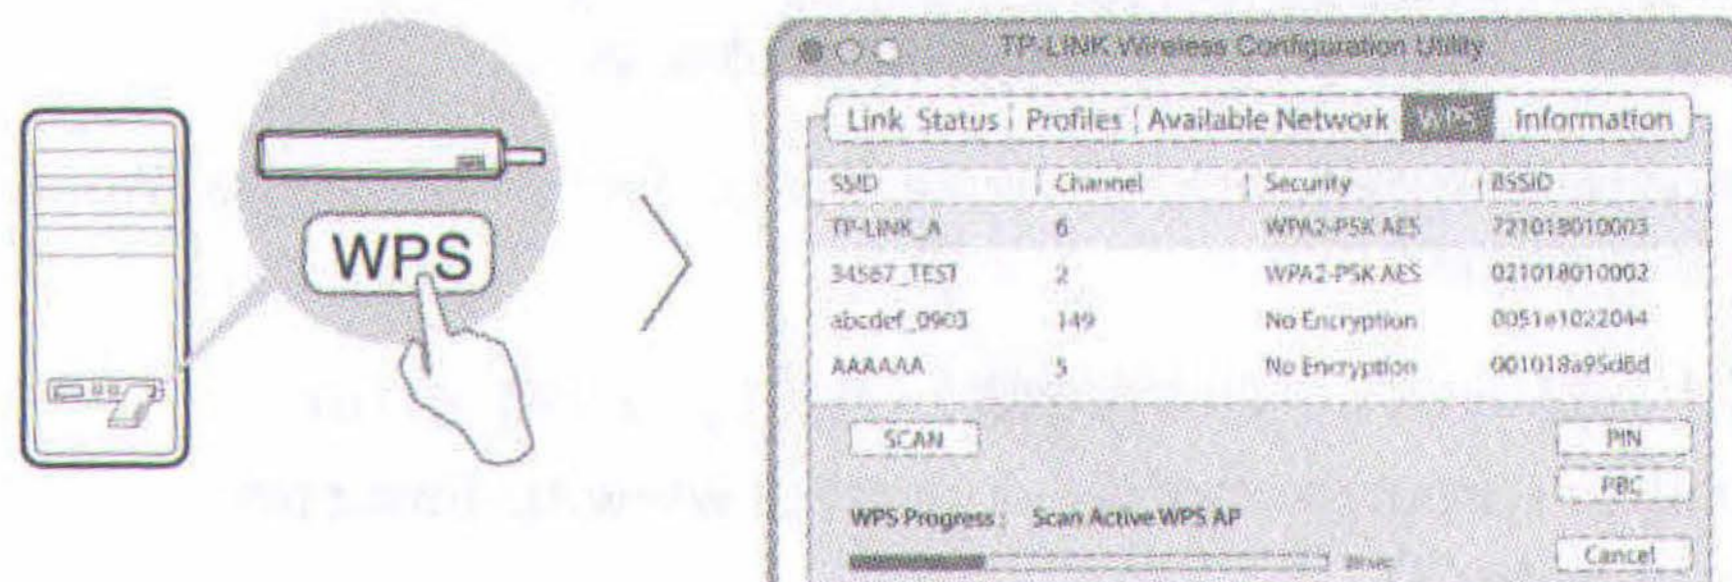 WPS
TP-LINK Wireless Configuration Utility
Link Status Profiles Available Network WPS Information
SSID Channel Security BSSID
TP-LINK_A 6 WPA2-PSK AES 721018010003
34567_TEST 2 WPA2-PSK AES 021018010002
abcdef_0903 149 No Encryption 0051e1022044
AAAAAA 5 No Encryption 001018a95d8d
SCAN PIN
PBC
WPS Progress: Scan Active WPS AP
Cancel